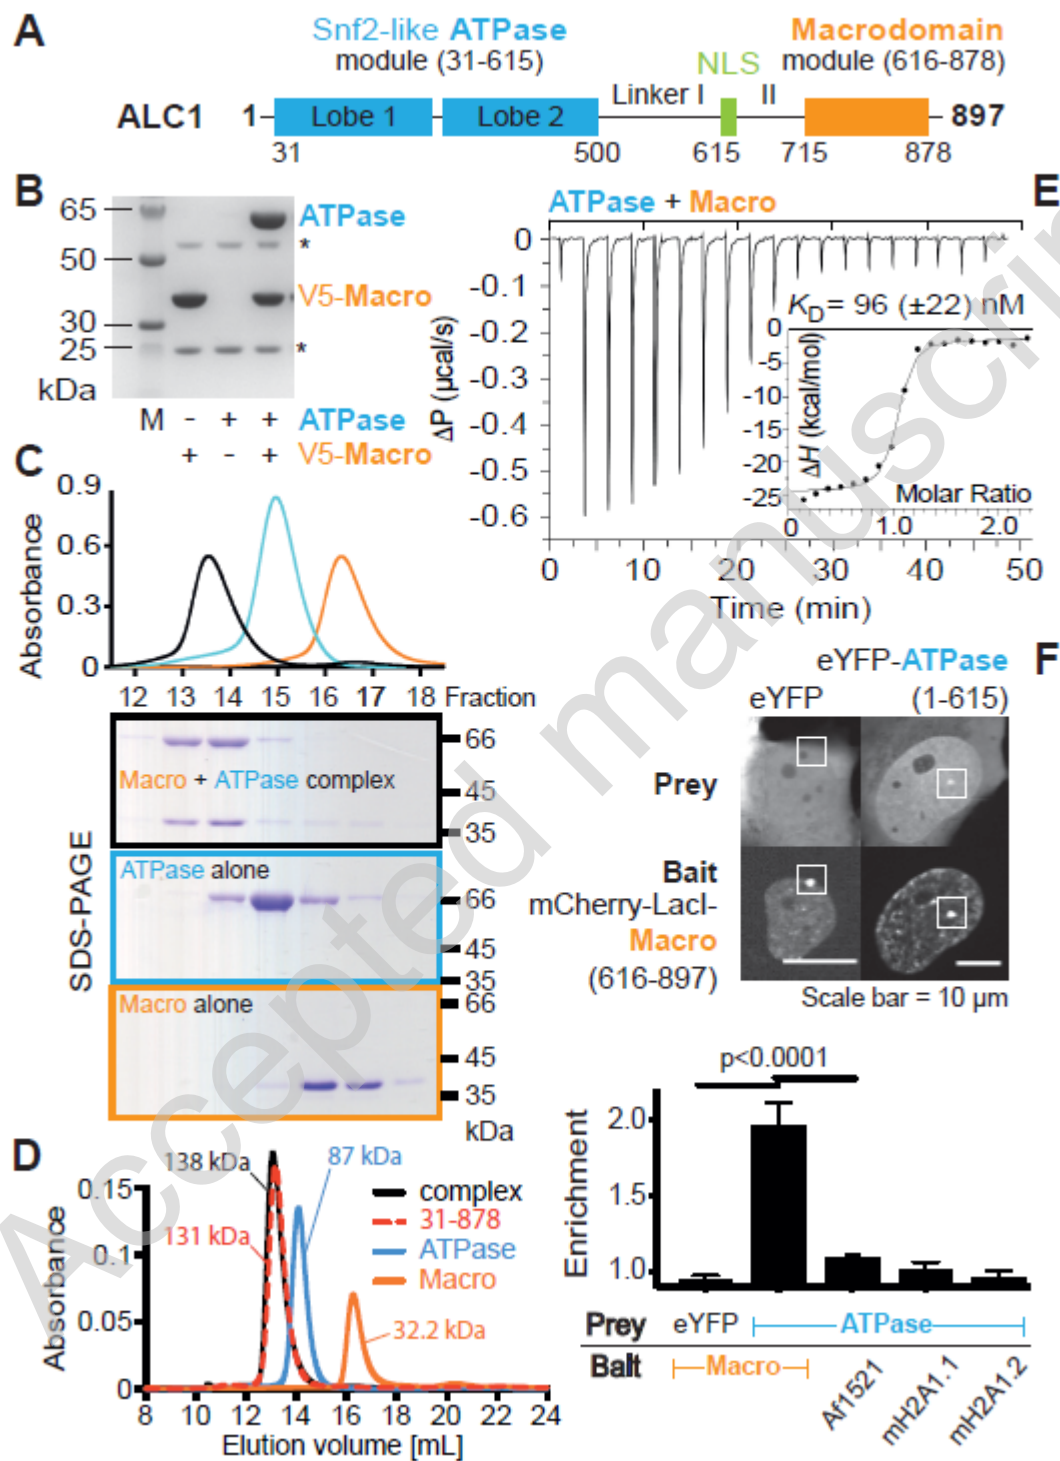 A
Snf2-like ATPase
module (31-615)
Macrodomain
module (616-878)
NLS
Linker I
II
ALC1
1
Lobe 1
Lobe 2
897
31
500
615
715
878
B
65
50
30
25
kDa
ATPase
*
V5-Macro
*
M
-
+
+
ATPase
+
-
+
V5-Macro
C
0.9
0.6
0.3
0
Absorbance
12 13 14 15 16 17 18 Fraction
SDS-PAGE
Macro + ATPase complex
66
45
35
ATPase alone
66
45
35
Macro alone
66
45
35
kDa
D
138 kDa
131 kDa
87 kDa
32.2 kDa
complex
31-878
ATPase
Macro
0.15
0.1
0.05
0
Absorbance
8 10 12 14 16 18 20 22 24
Elution volume [mL]
E
ATPase + Macro
0
-0.1
-0.2
-0.3
-0.4
-0.5
-0.6
ΔP (µcal/s)
KD= 96 (±22) nM
0
-5
-10
-15
-20
-25
ΔH (kcal/mol)
Molar Ratio
0 1.0 2.0
0 10 20 30 40 50
Time (min)
F
eYFP-ATPase
eYFP
(1-615)
Prey
Bait
mCherry-LacI-
Macro
(616-897)
Scale bar = 10 µm
p<0.0001
2.0
1.5
1.0
Enrichment
Prey
eYFP
ATPase
Bait
Macro
Af1521
mH2A1.1
mH2A1.2
Accepted manuscrip